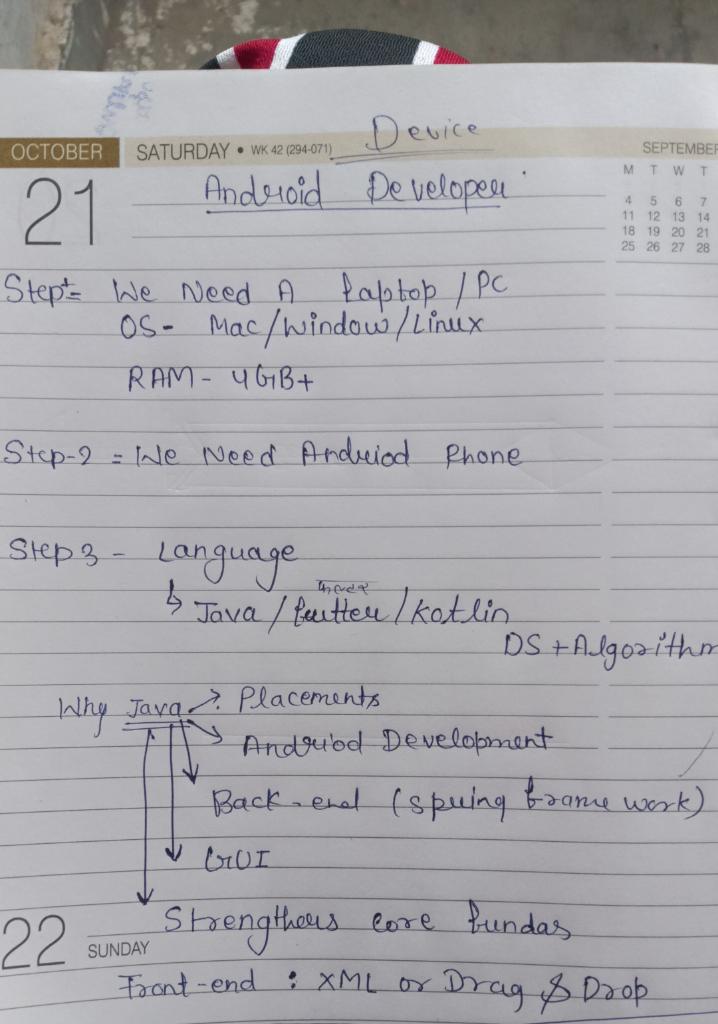 Device
OCTOBER SATURDAY • WK 42 (294-071) SEPTEMBER
21
Android Developer
M T W T
4 5 6 7
11 12 13 14
18 19 20 21
25 26 27 28
Step1= We Need A Laptop / PC
OS- Mac/Window/Linux
RAM - 4GB+
Step-2 = We Need Andriod Phone
Step 3 - Language
↳ Java / flutter / Kotlin
DS + Algorithm
Why Java → Placements
→ Andriod Development
Back-end (spring frame work)
GUI
Strengthers core fundas
22 SUNDAY
Front-end : XML or Drag & Drop